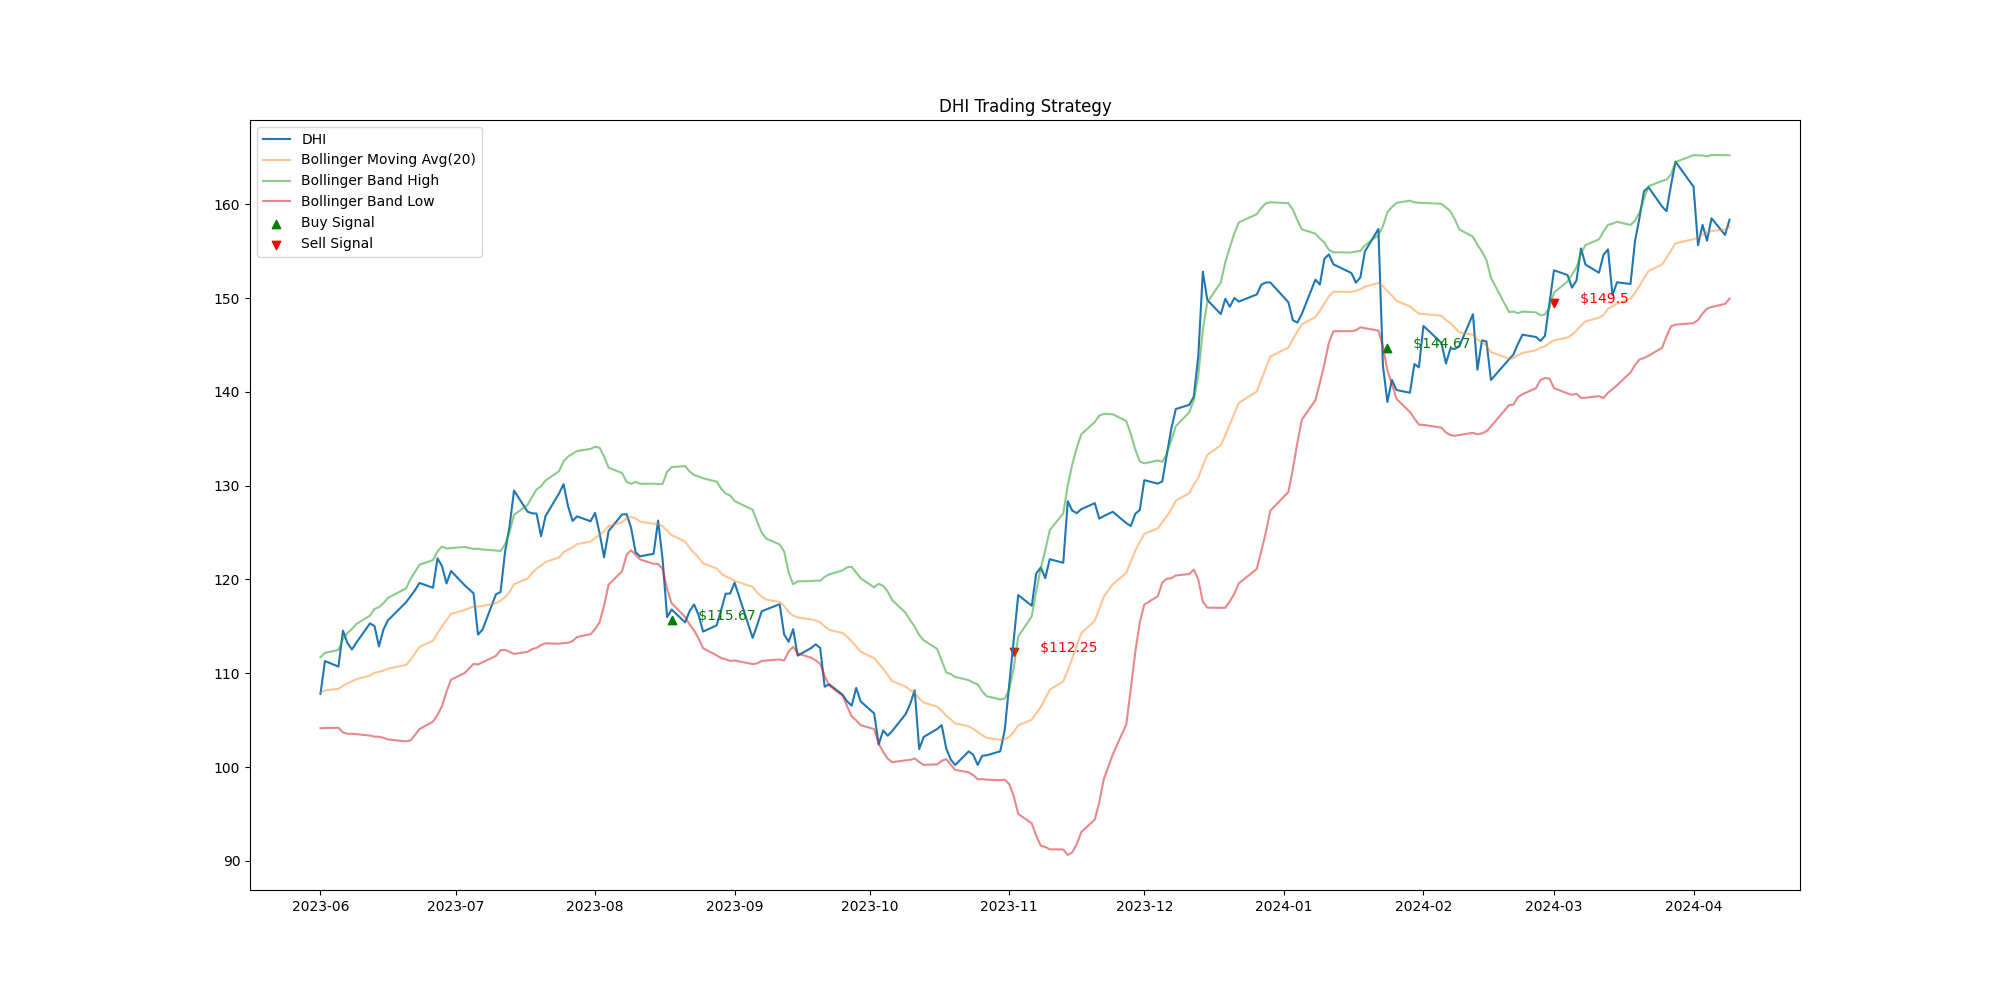 DHI Trading Strategy
DHI
Bollinger Moving Avg(20)
Bollinger Band High
Bollinger Band Low
Buy Signal
Sell Signal
160
150
140
130
120
110
100
90
$149.5
$144.67
$115.67
$112.25
2023-06 2023-07 2023-08 2023-09 2023-10 2023-11 2023-12 2024-01 2024-02 2024-03 2024-04